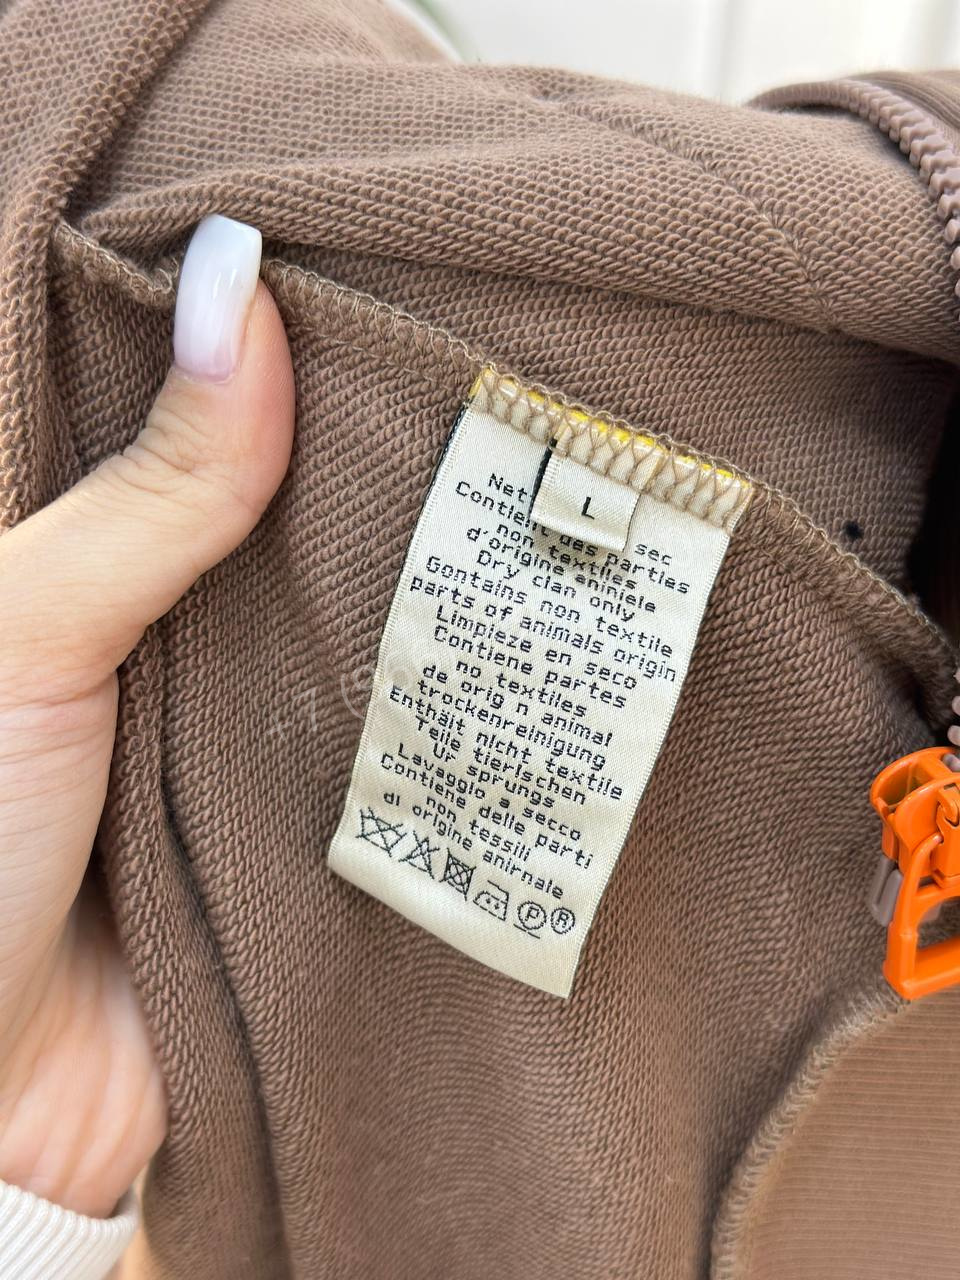 L
Net
sec
Contient des parties
non textiles
d'origine aniniele
Dry clan only
Gontains non textile
parts of animals origin
Limpieze en seco
Contiene partes
no textiles
de orig n animal
trockenreinigung
Enthält nIcht textile
Teile tierIschen
Ur sprungs
Lavaggio a secco
Contiene delle parti
non tessili
dI origine anirnale
P R